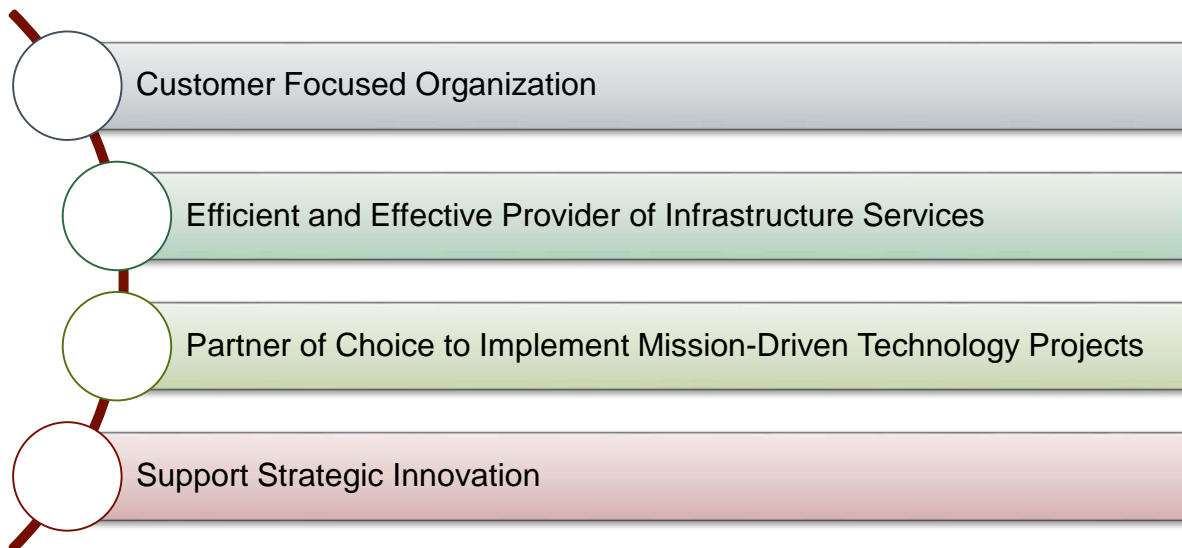 Customer Focused Organization
Efficient and Effective Provider of Infrastructure Services
Partner of Choice to Implement Mission-Driven Technology Projects
Support Strategic Innovation